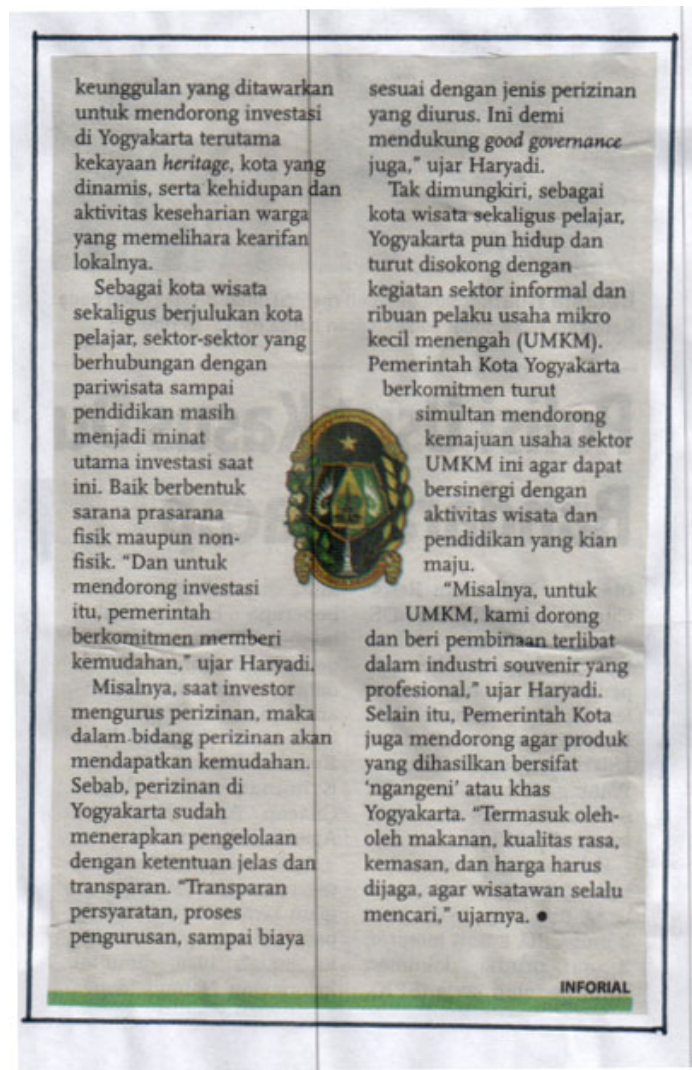 keunggulan yang ditawarkan
untuk mendorong investasi
di Yogyakarta terutama
kekayaan heritage, kota yang
dinamis, serta kehidupan dan
aktivitas keseharian warga
yang memelihara kearifan
lokalnya.
Sebagai kota wisata
sekaligus berjulukan kota
pelajar, sektor-sektor yang
berhubungan dengan
pariwisata sampai
pendidikan masih
menjadi minat
utama investasi saat
ini. Baik berbentuk
sarana prasarana
fisik maupun non-
fisik. “Dan untuk
mendorong investasi
itu, pemerintah
berkomitmen memberi
kemudahan,” ujar Haryadi.
Misalnya, saat investor
mengurus perizinan, maka
dalam bidang perizinan akan
mendapatkan kemudahan.
Sebab, perizinan di
Yogyakarta sudah
menerapkan pengelolaan
dengan ketentuan jelas dan
transparan. “Transparan
persyaratan, proses
pengurusan, sampai biaya
sesuai dengan jenis perizinan
yang diurus. Ini demi
mendukung good governance
juga,” ujar Haryadi.
Tak dimungkiri, sebagai
kota wisata sekaligus pelajar,
Yogyakarta pun hidup dan
turut disokong dengan
kegiatan sektor informal dan
ribuan pelaku usaha mikro
kecil menengah (UMKM).
Pemerintah Kota Yogyakarta
berkomitmen turut
simultan mendorong
kemajuan usaha sektor
UMKM ini agar dapat
bersinergi dengan
aktivitas wisata dan
pendidikan yang kian
maju.
“Misalnya, untuk
UMKM, kami dorong
dan beri pembinaan terlibat
dalam industri souvenir yang
profesional,” ujar Haryadi.
Selain itu, Pemerintah Kota
juga mendorong agar produk
yang dihasilkan bersifat
‘ngangeni’ atau khas
Yogyakarta. “Termasuk oleh-
oleh makanan, kualitas rasa,
kemasan, dan harga harus
dijaga, agar wisatawan selalu
mencari,” ujarnya. ●
INFORIAL